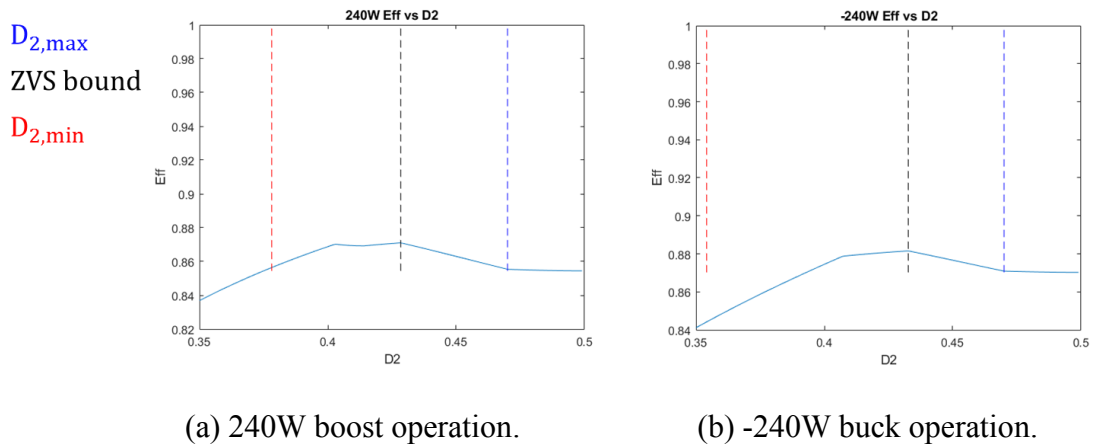 D2,max
ZVS bound
D2,min
240W Eff vs D2
1
0.98
0.96
0.94
0.92
0.9
0.88
0.86
0.84
0.82
Eff
0.35
0.4
0.45
0.5
D2
-240W Eff vs D2
1
0.98
0.96
0.94
0.92
0.9
0.88
0.86
0.84
Eff
0.35
0.4
0.45
0.5
D2
(a) 240W boost operation.
(b) -240W buck operation.